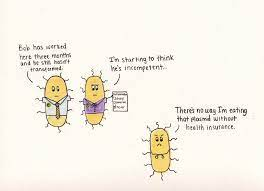 Bob has worked
here three months
and he still hasn't
transformed.
I'm starting to think
he's incompetent...
There's no way I'm eating
that plasmid without
health insurance.